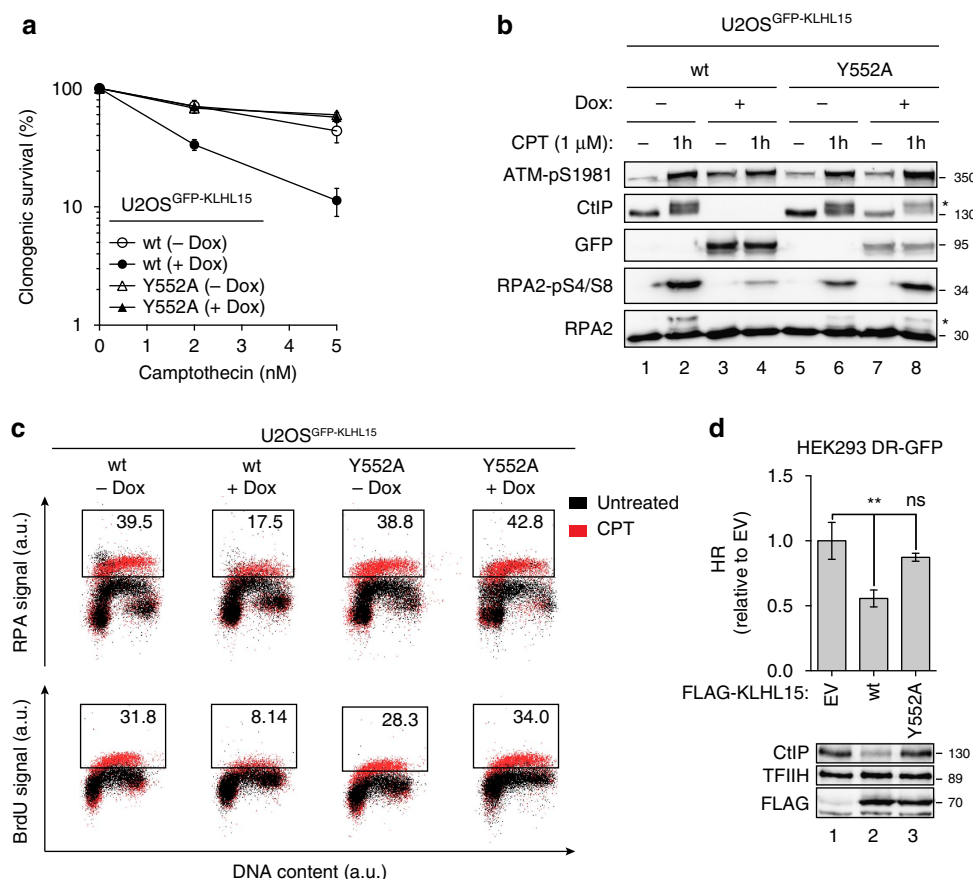 a
Clonogenic survival (%)
100
10
1
U2OSGFP-KLHL15
wt (– Dox)
wt (+ Dox)
Y552A (– Dox)
Y552A (+ Dox)
0 1 2 3 4 5
Camptothecin (nM)
b
U2OSGFP-KLHL15
wt Y552A
Dox: – + – +
CPT (1 μM): – 1h – 1h – 1h – 1h
ATM-pS1981 – 350
CtIP * – 130
GFP – 95
RPA2-pS4/S8 – 34
RPA2 * – 30
1 2 3 4 5 6 7 8
c
U2OSGFP-KLHL15
wt wt Y552A Y552A
– Dox + Dox – Dox + Dox
Untreated
CPT
RPA signal (a.u.)
39.5 17.5 38.8 42.8
BrdU signal (a.u.)
31.8 8.14 28.3 34.0
DNA content (a.u.)
d
HEK293 DR-GFP
HR
(relative to EV)
1.5
1.0
0.5
0.0
** ns
FLAG-KLHL15: EV wt Y552A
CtIP – 130
TFIIH – 89
FLAG – 70
1 2 3